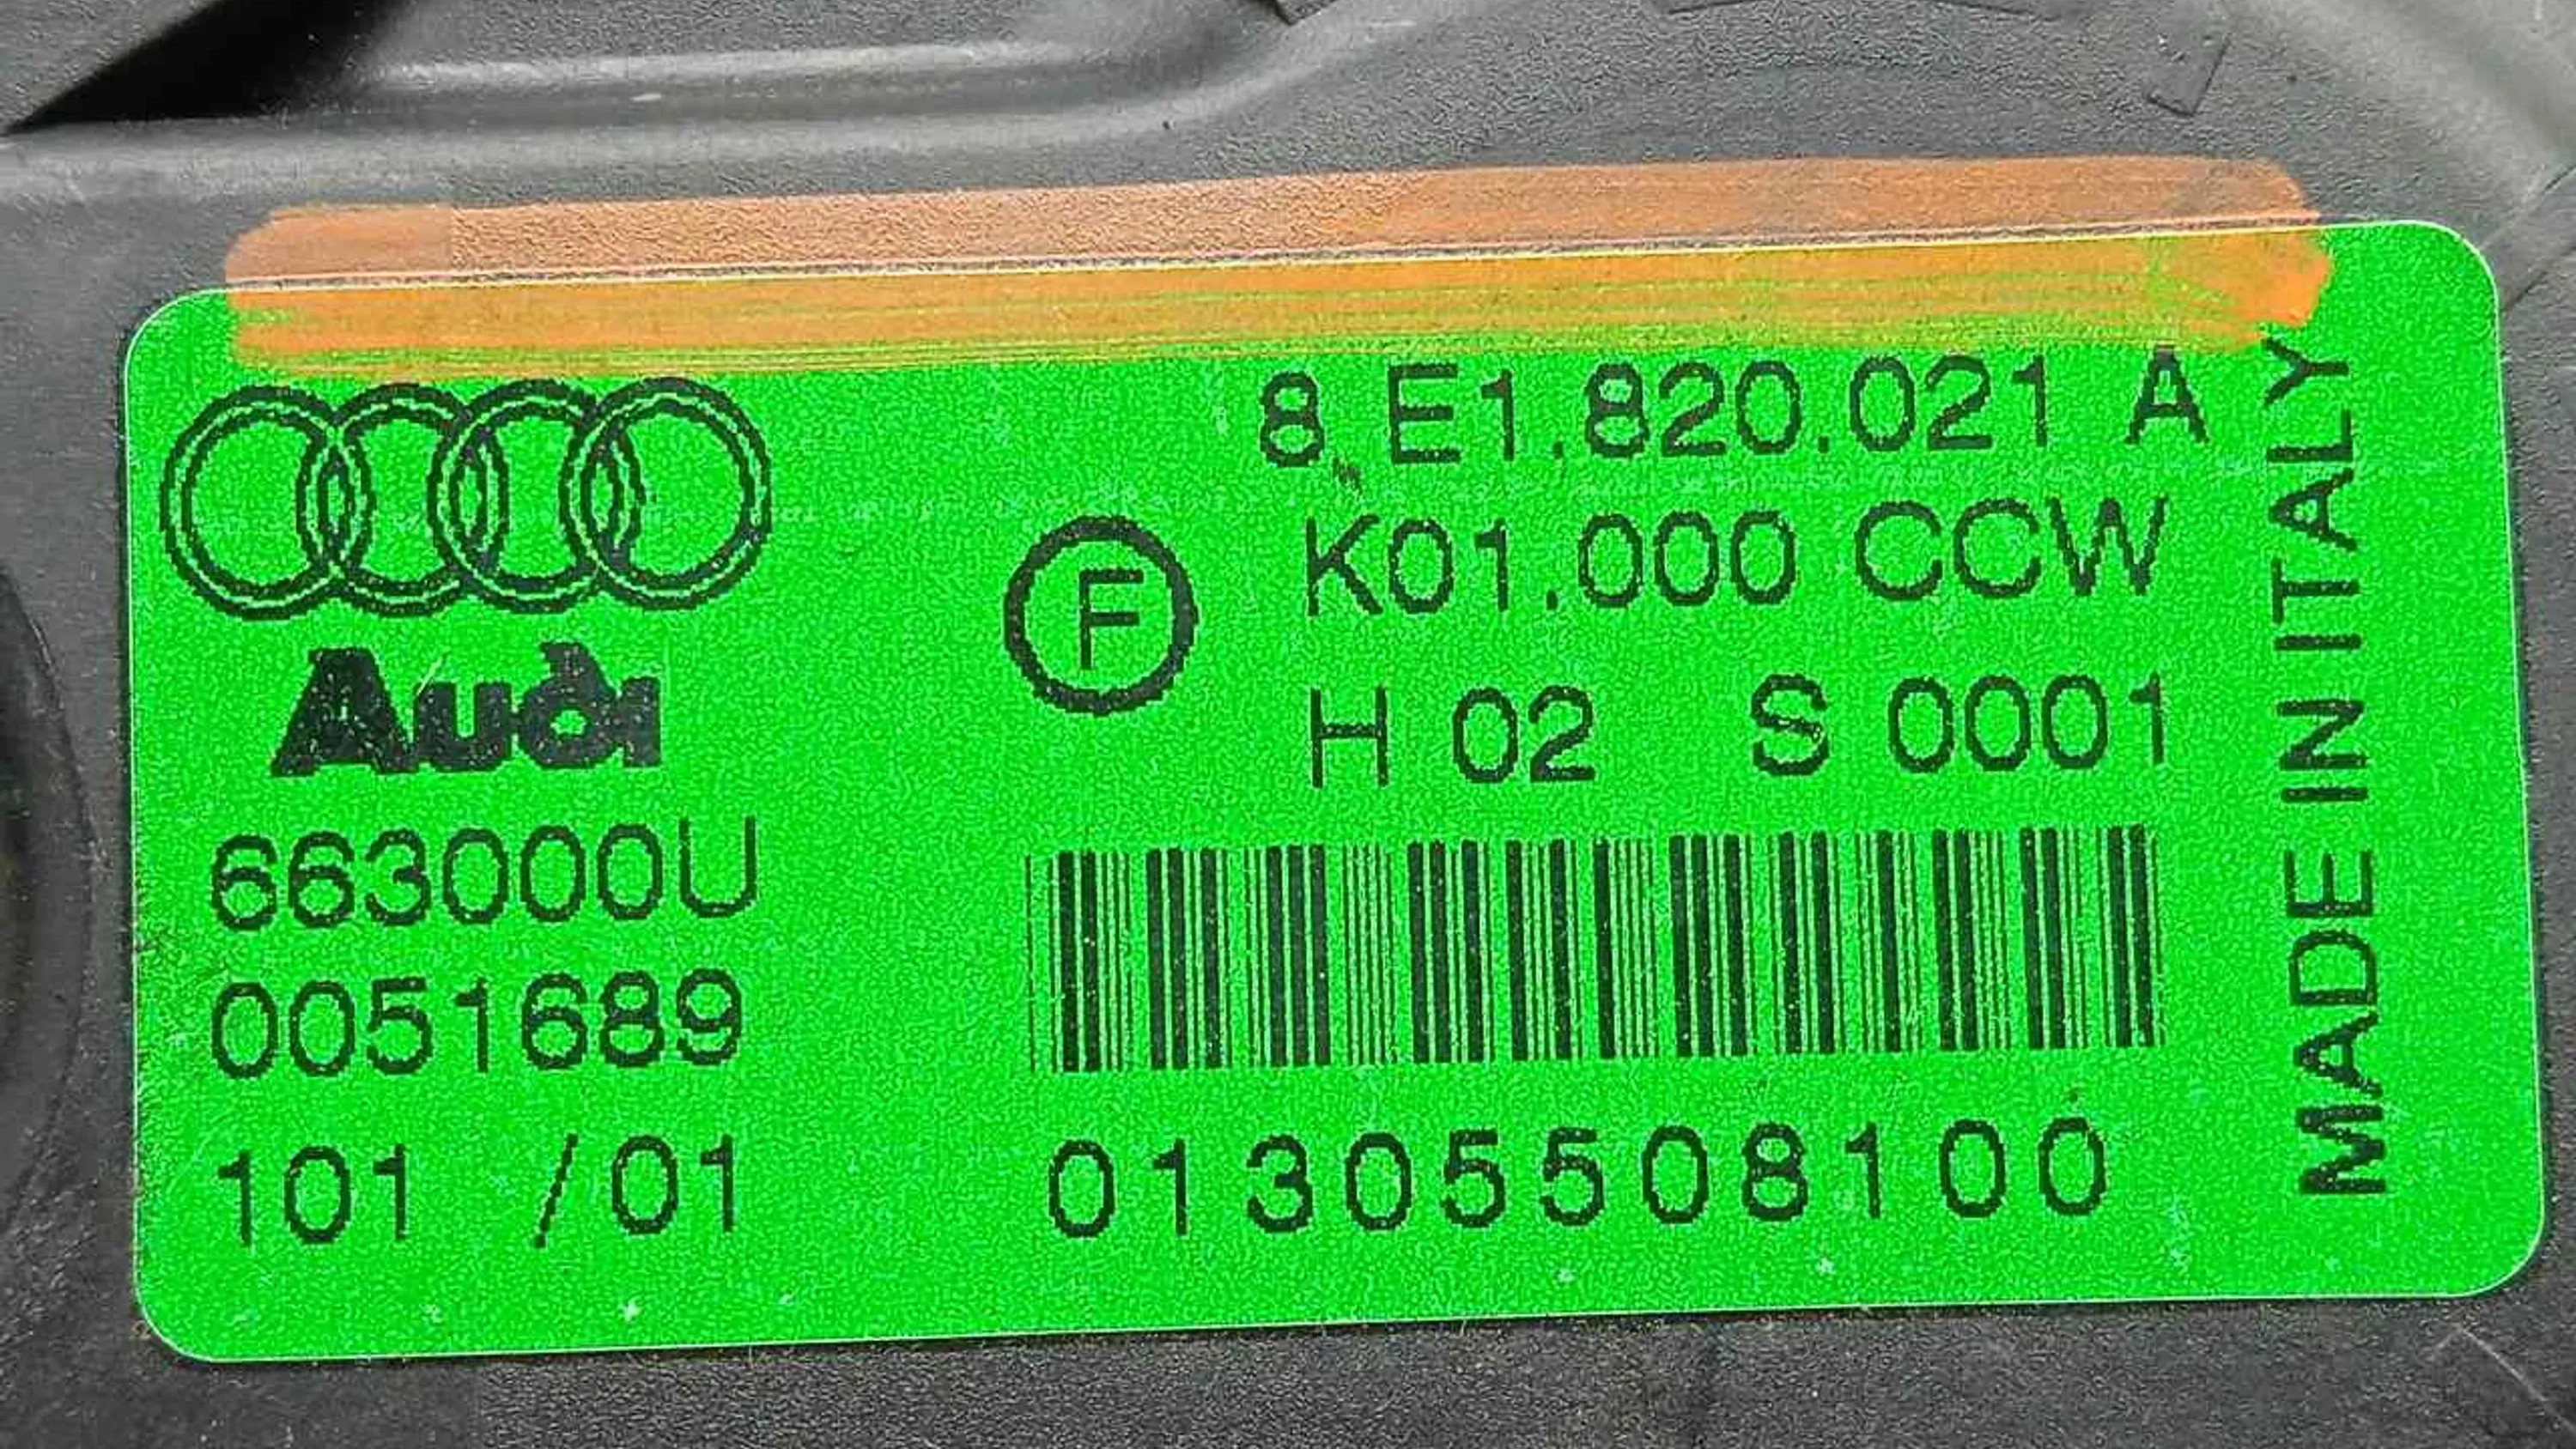 8 E1.820.021 A
K01.000 CCW
F
H 02 S 0001
Audi
663000U
0051689
101 /01
01305508100
MADE IN ITALY